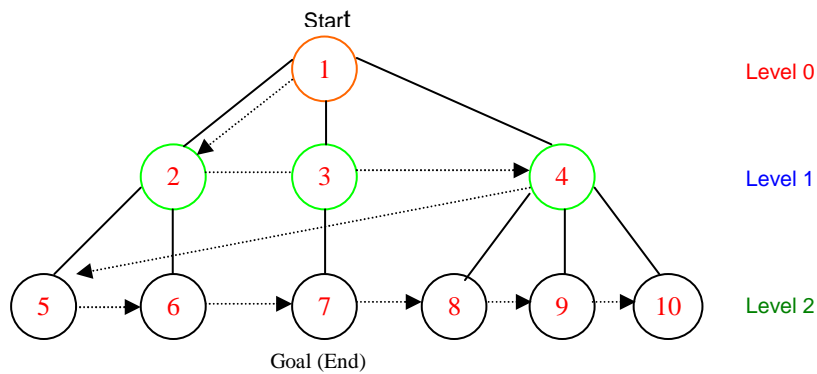 Start
1 Level 0
2 3 4 Level 1
5 6 7 8 9 10 Level 2
Goal (End)